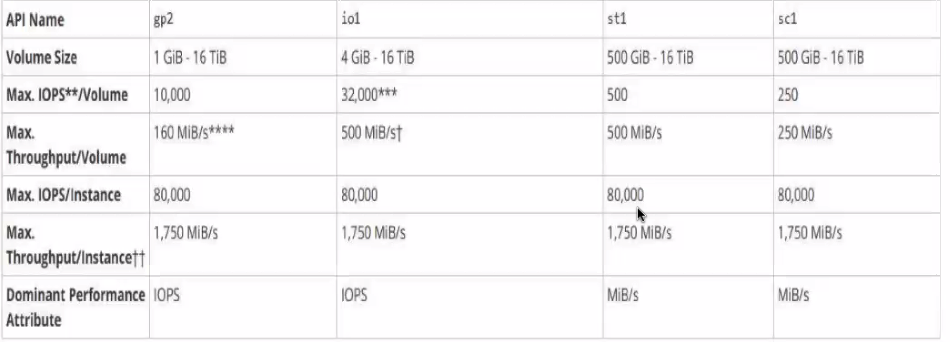 API Name gp2 io1 st1 sc1
Volume Size 1 GiB - 16 TiB 4 GiB - 16 TiB 500 GiB - 16 TiB 500 GiB - 16 TiB
Max. IOPS**/Volume 10,000 32,000*** 500 250
Max. 160 MiB/s**** 500 MiB/s† 500 MiB/s 250 MiB/s
Throughput/Volume
Max. IOPS/Instance 80,000 80,000 80,000 80,000
Max. 1,750 MiB/s 1,750 MiB/s 1,750 MiB/s 1,750 MiB/s
Throughput/Instance††
Dominant Performance IOPS IOPS MiB/s MiB/s
Attribute